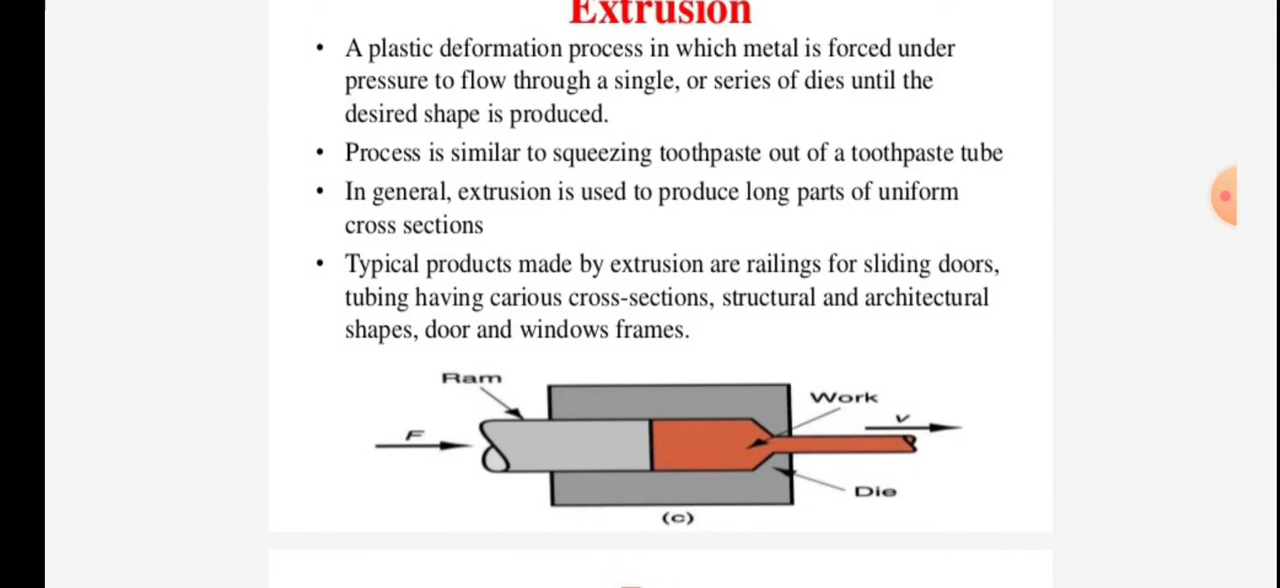 Extrusion
• A plastic deformation process in which metal is forced under
pressure to flow through a single, or series of dies until the
desired shape is produced.
• Process is similar to squeezing toothpaste out of a toothpaste tube
• In general, extrusion is used to produce long parts of uniform
cross sections
• Typical products made by extrusion are railings for sliding doors,
tubing having carious cross-sections, structural and architectural
shapes, door and windows frames.
Ram
Work
F
v
Die
(c)